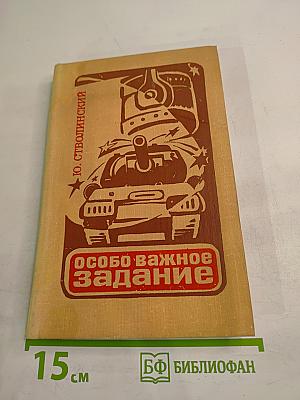 Ю. СТВОЛИНСКИЙ
ОСОБО ВАЖНОЕ
ЗАДАНИЕ
15 см
БФ БИБЛИОФАН